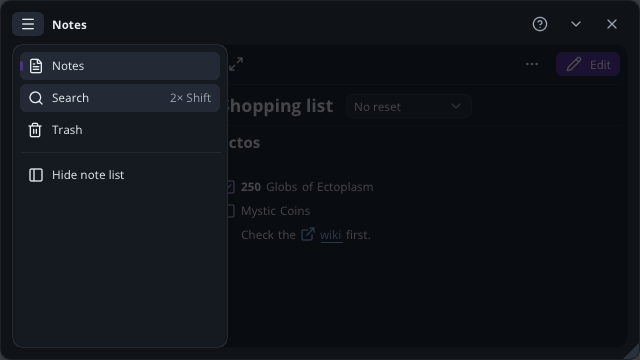 Notes
Notes
Search 2× Shift
Trash
Hide note list
Edit
hopping list No reset
ctos
250 Globs of Ectoplasm
Mystic Coins
Check the wiki first.